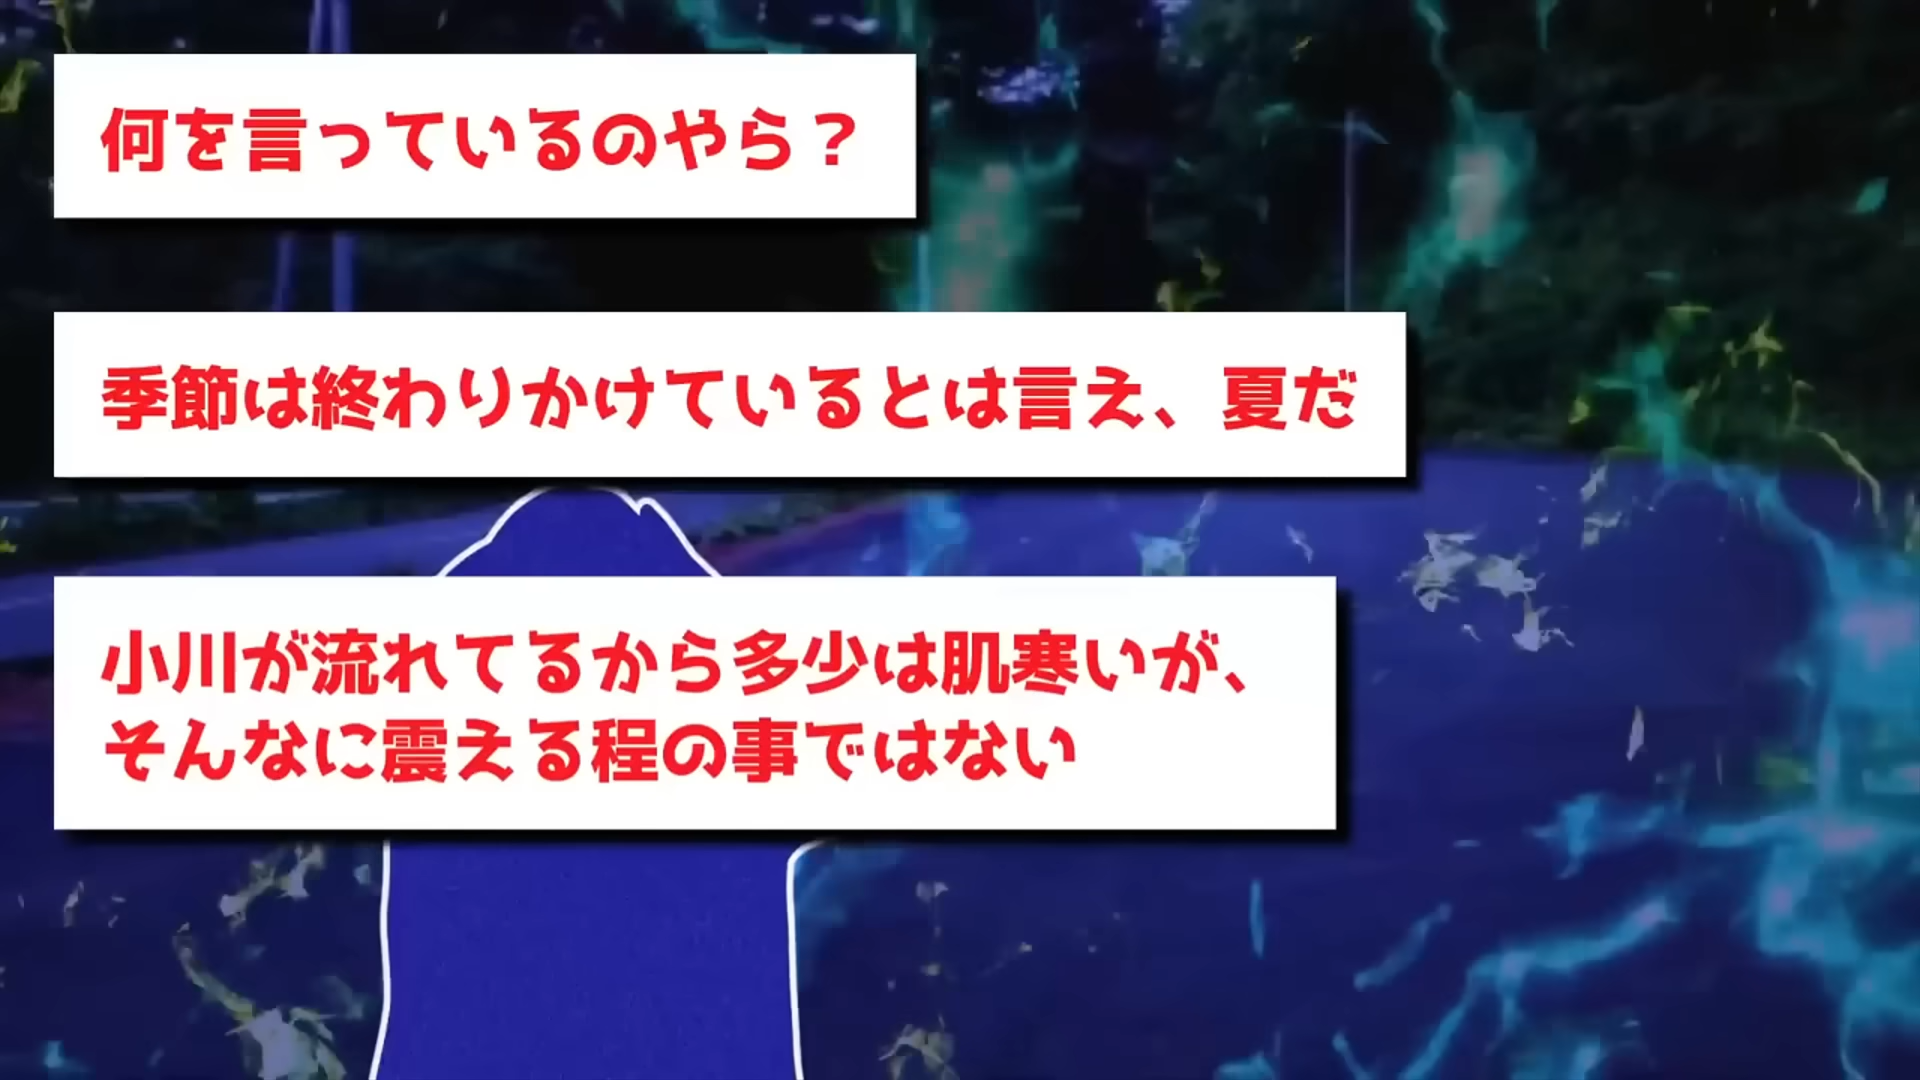 何を言っているのやら？
季節は終わりかけているとは言え、夏だ
小川が流れてるから多少は肌寒いが、
そんなに震える程の事ではない